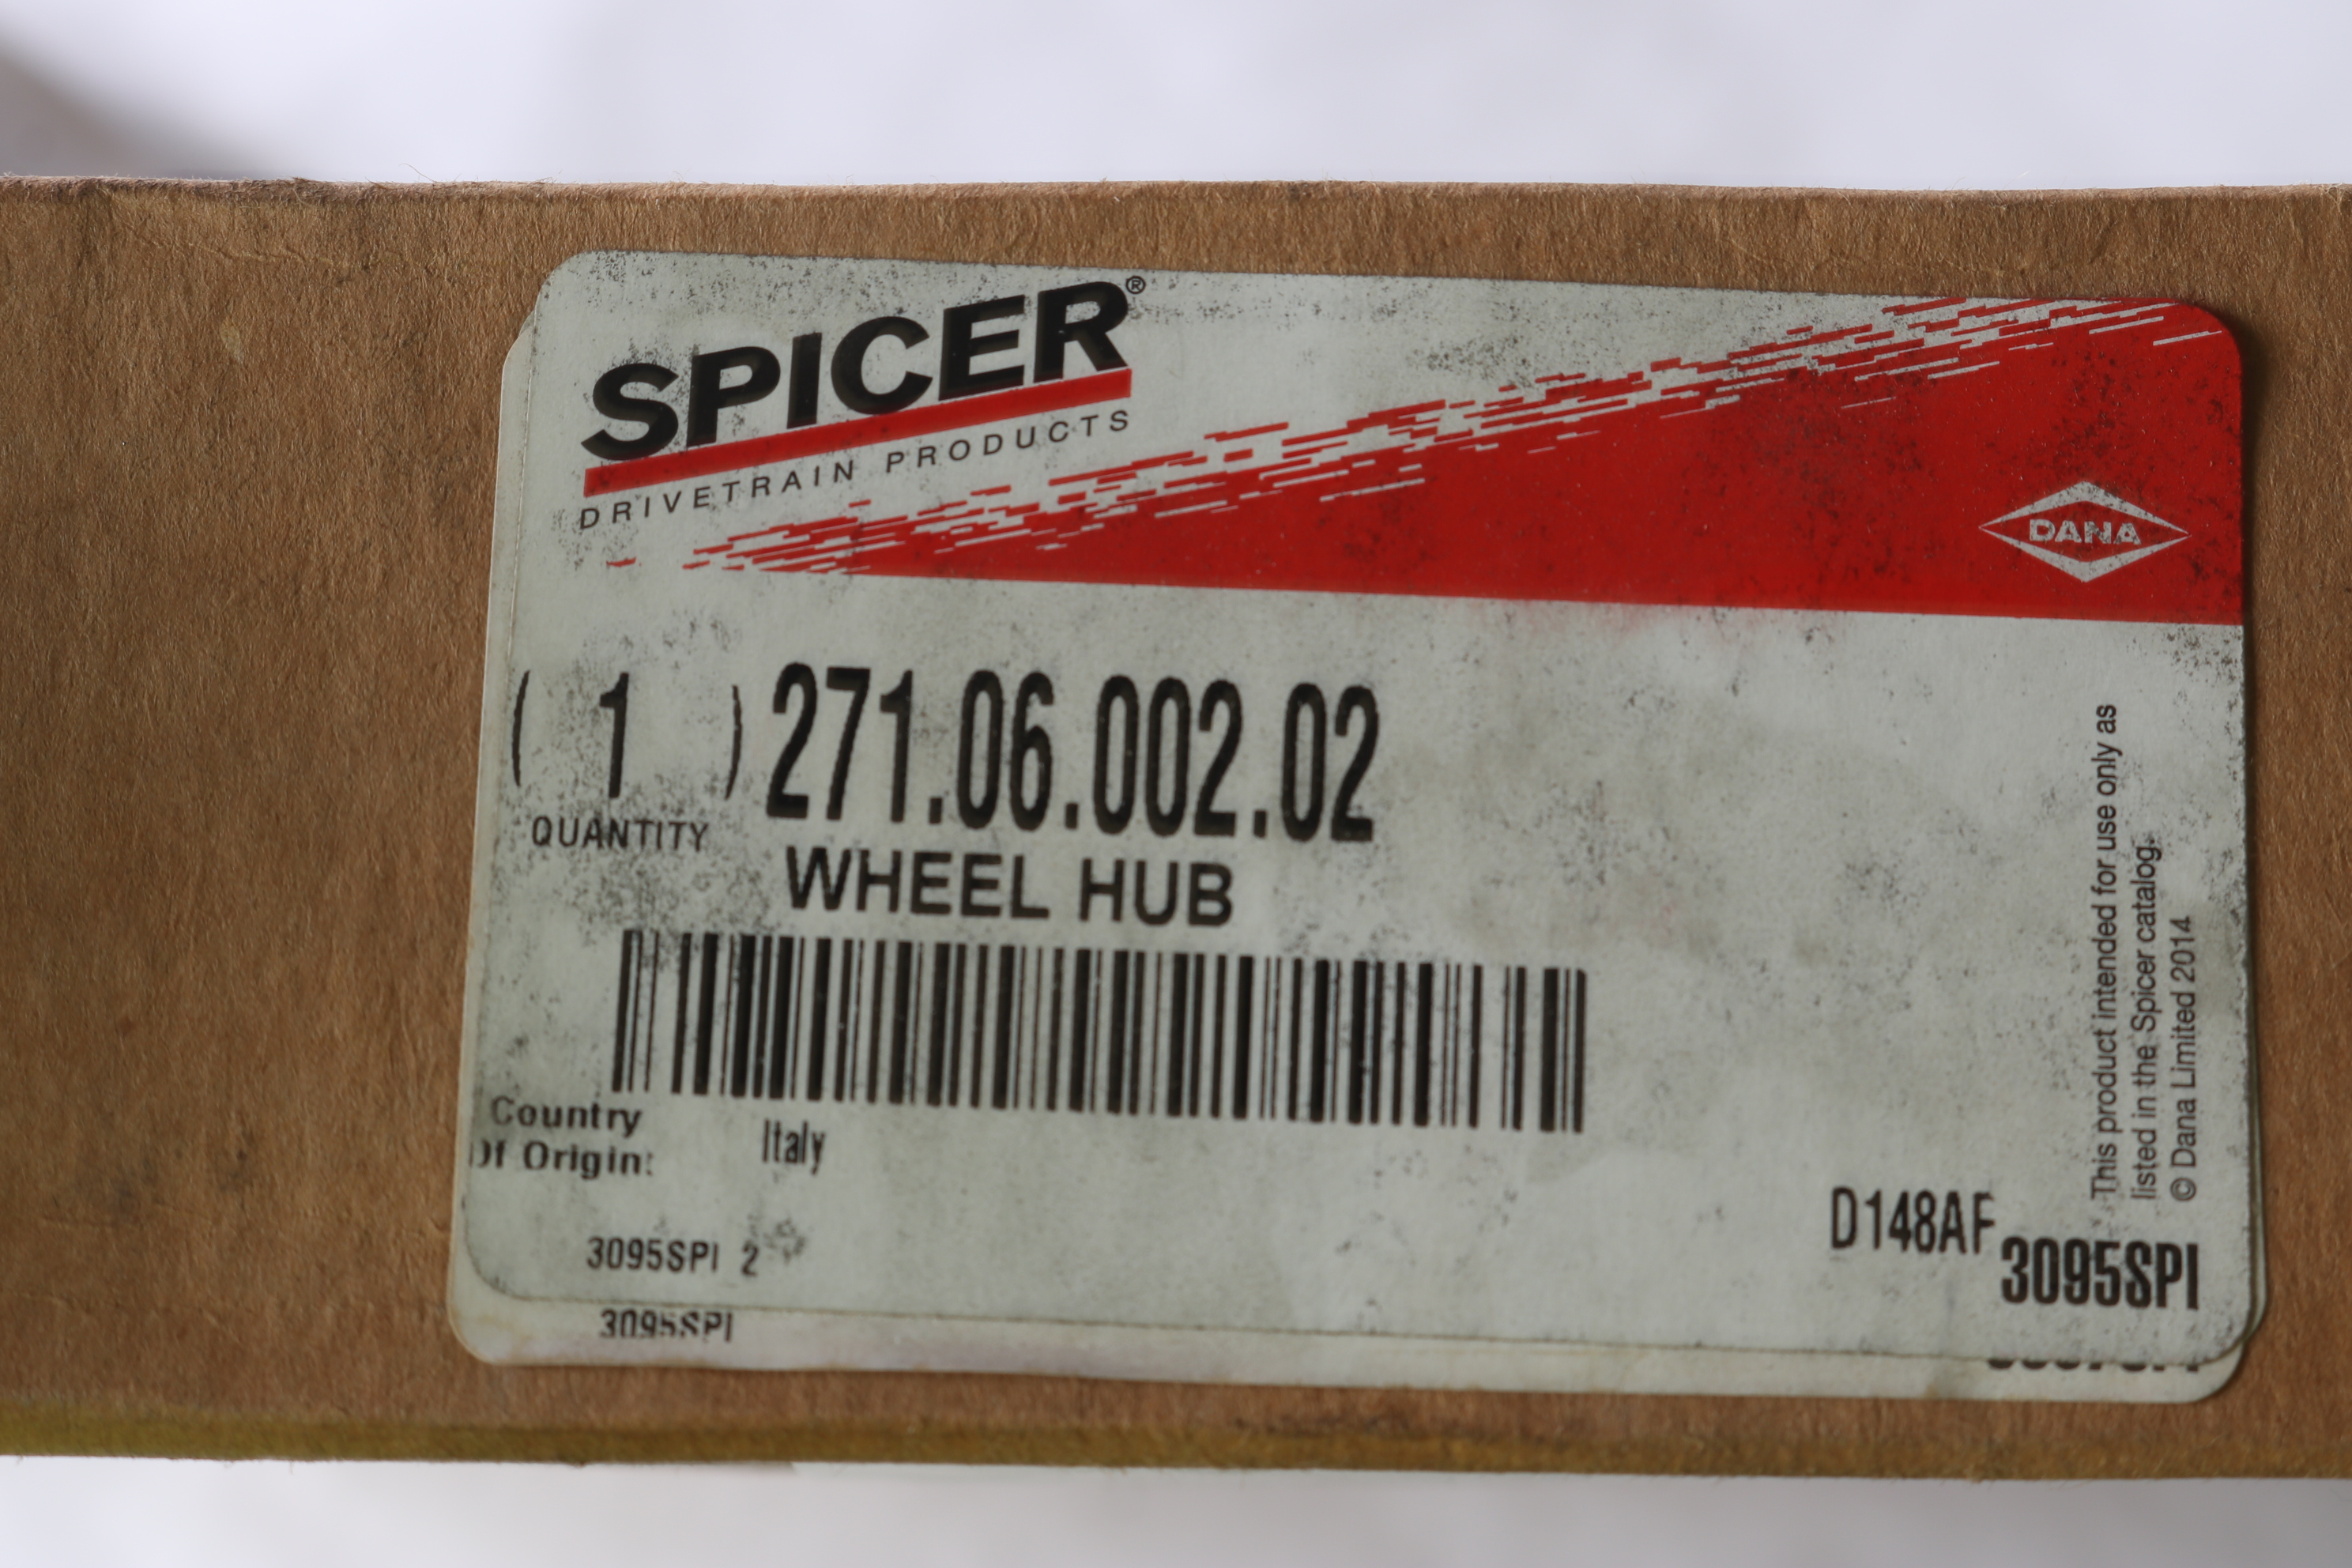 SPICER®
DRIVETRAIN PRODUCTS
DANA
( 1 ) 271.06.002.02
QUANTITY
WHEEL HUB
Country
Of Origin: Italy
3095SPI 2
3095SPI
D148AF
3095SPI
This product intended for use only as
listed in the Spicer catalog.
© Dana Limited 2014